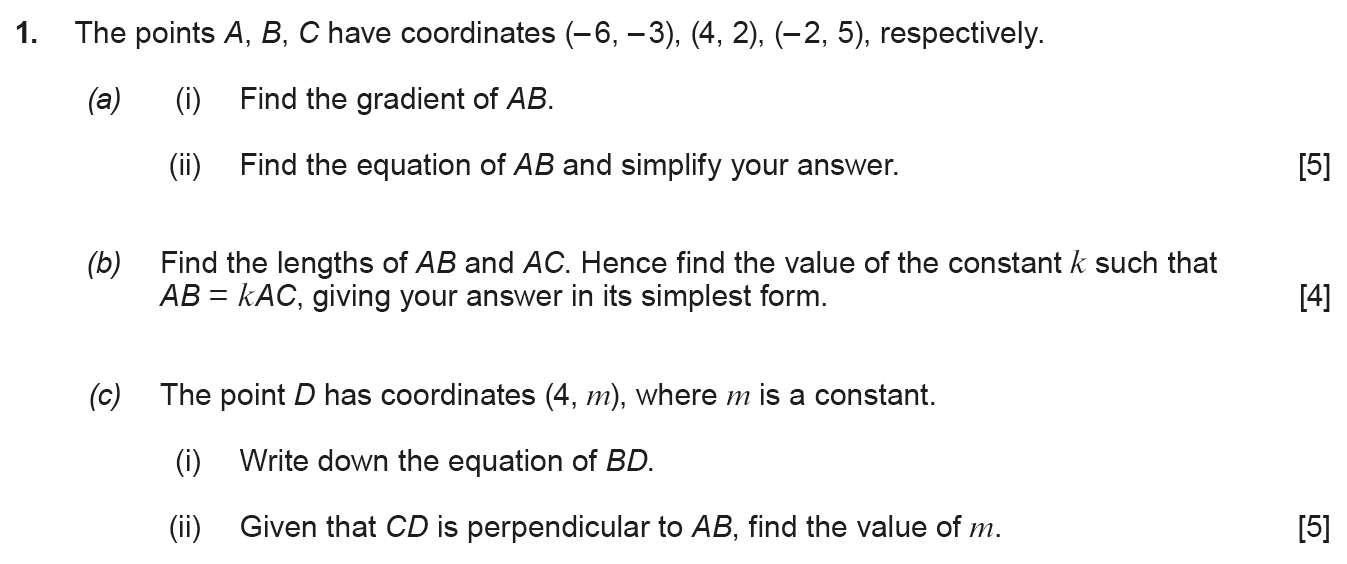 1. The points A, B, C have coordinates (−6, −3), (4, 2), (−2, 5), respectively.
(a) (i) Find the gradient of AB.
(ii) Find the equation of AB and simplify your answer. [5]
(b) Find the lengths of AB and AC. Hence find the value of the constant k such that
AB = kAC, giving your answer in its simplest form. [4]
(c) The point D has coordinates (4, m), where m is a constant.
(i) Write down the equation of BD.
(ii) Given that CD is perpendicular to AB, find the value of m. [5]